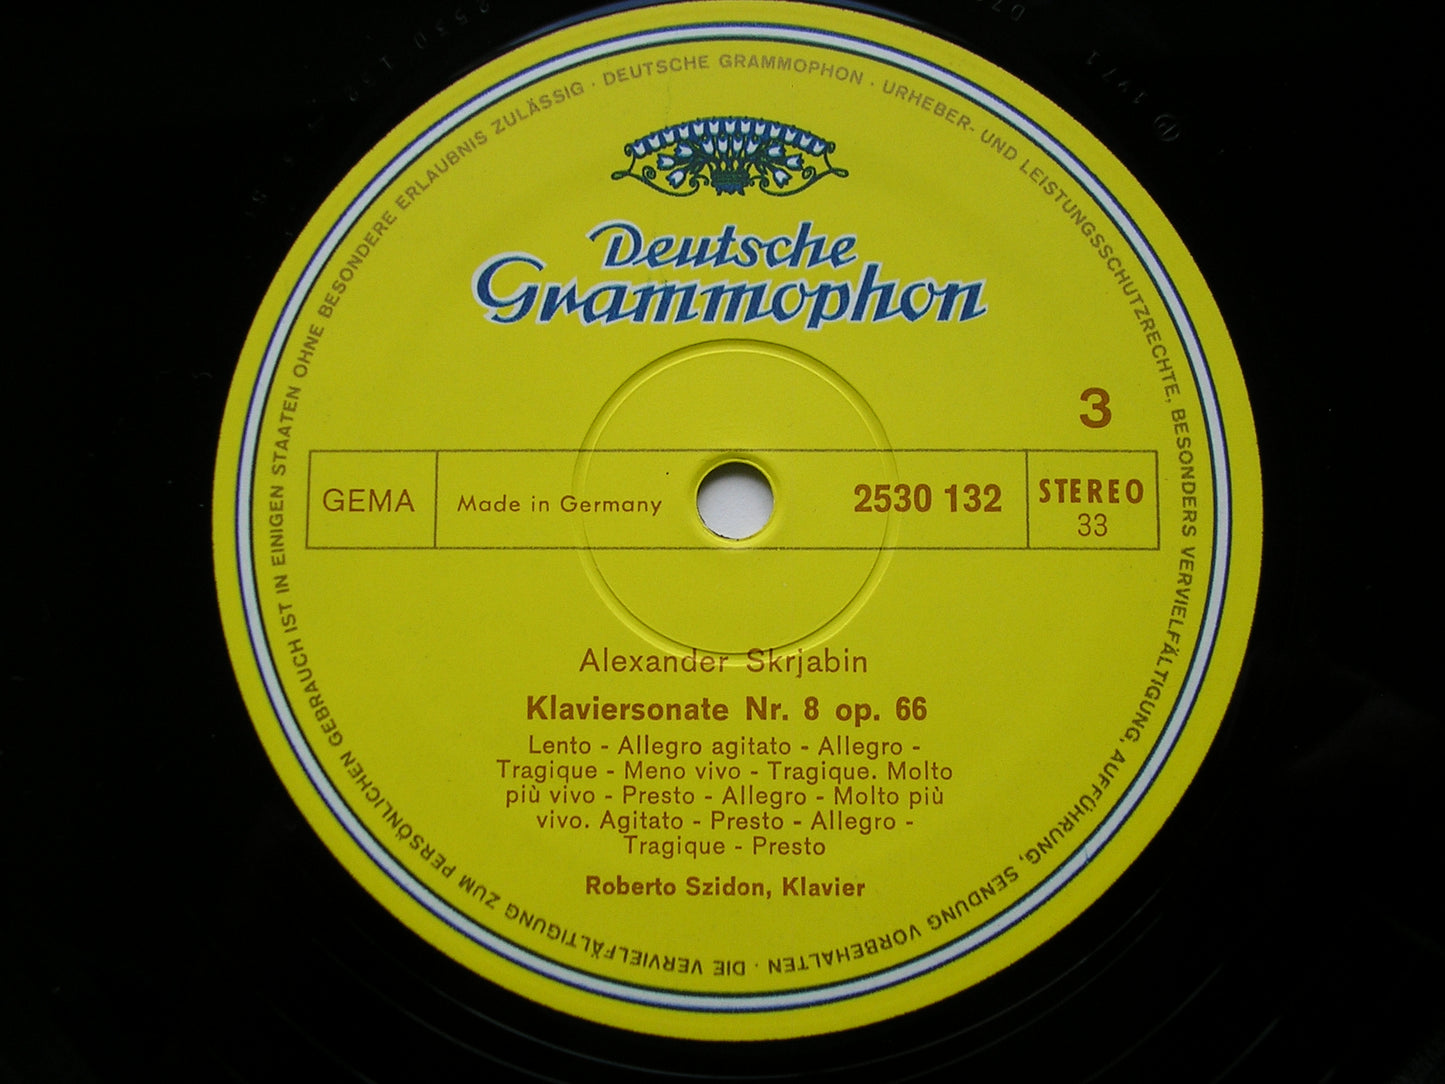 DEUTSCHE GRAMMOPHON · URHEBER- UND LEISTUNGSSCHUTZRECHTE, BESONDERS VERVIELFÄLTIGUNG, AUFFÜHRUNG, SENDUNG VORBEHALTEN · DIE VERVIELFÄLTIGUNG ZUM PERSÖNLICHEN GEBRAUCH IST IN EINIGEN STAATEN OHNE BESONDERE ERLAUBNIS ZULÄSSIG ·
Deutsche
Grammophon
3
GEMA
Made in Germany
2530 132
STEREO
33
Alexander Skrjabin
Klaviersonate Nr. 8 op. 66
Lento - Allegro agitato - Allegro -
Tragique - Meno vivo - Tragique. Molto
più vivo - Presto - Allegro - Molto più
vivo. Agitato - Presto - Allegro -
Tragique - Presto
Roberto Szidon, Klavier
℗ 1971